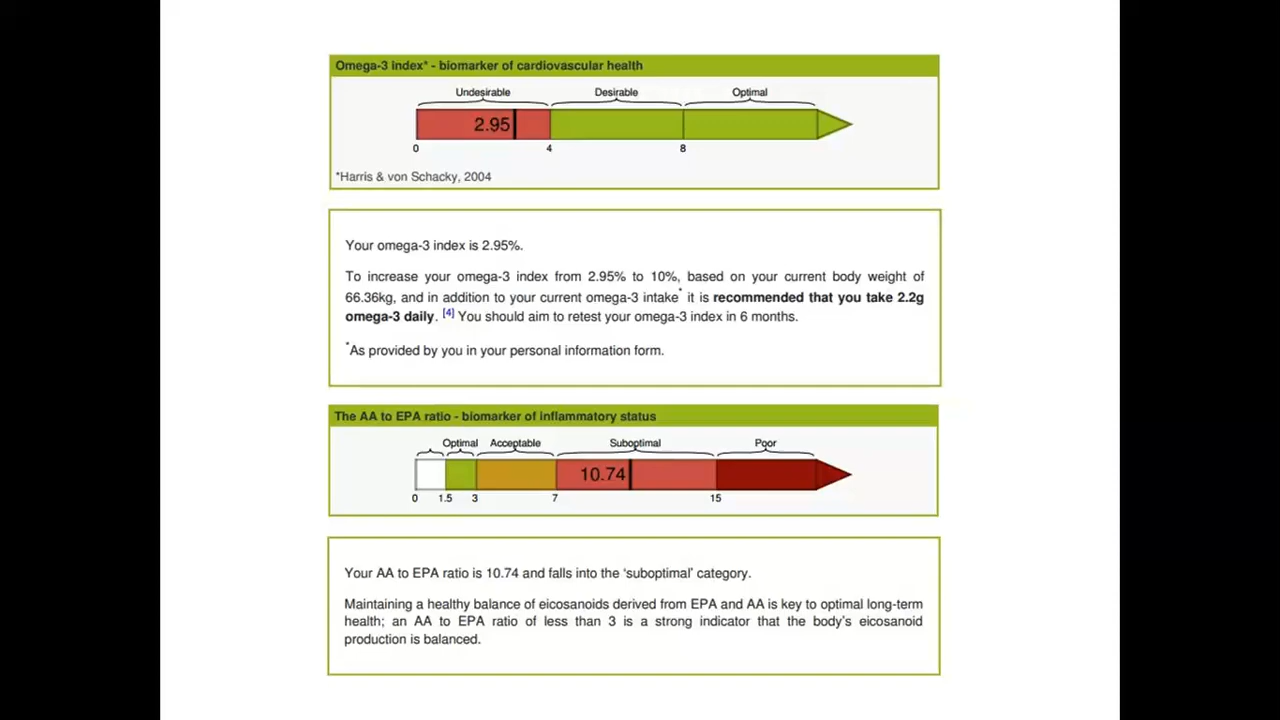 Omega-3 index* - biomarker of cardiovascular health
Undesirable Desirable Optimal
2.95
0 4 8
*Harris & von Schacky, 2004
Your omega-3 index is 2.95%.
To increase your omega-3 index from 2.95% to 10%, based on your current body weight of
66.36kg, and in addition to your current omega-3 intake* it is recommended that you take 2.2g
omega-3 daily. [4] You should aim to retest your omega-3 index in 6 months.
*As provided by you in your personal information form.
The AA to EPA ratio - biomarker of inflammatory status
Optimal Acceptable Suboptimal Poor
10.74
0 1.5 3 7 15
Your AA to EPA ratio is 10.74 and falls into the ‘suboptimal’ category.
Maintaining a healthy balance of eicosanoids derived from EPA and AA is key to optimal long-term
health; an AA to EPA ratio of less than 3 is a strong indicator that the body’s eicosanoid
production is balanced.